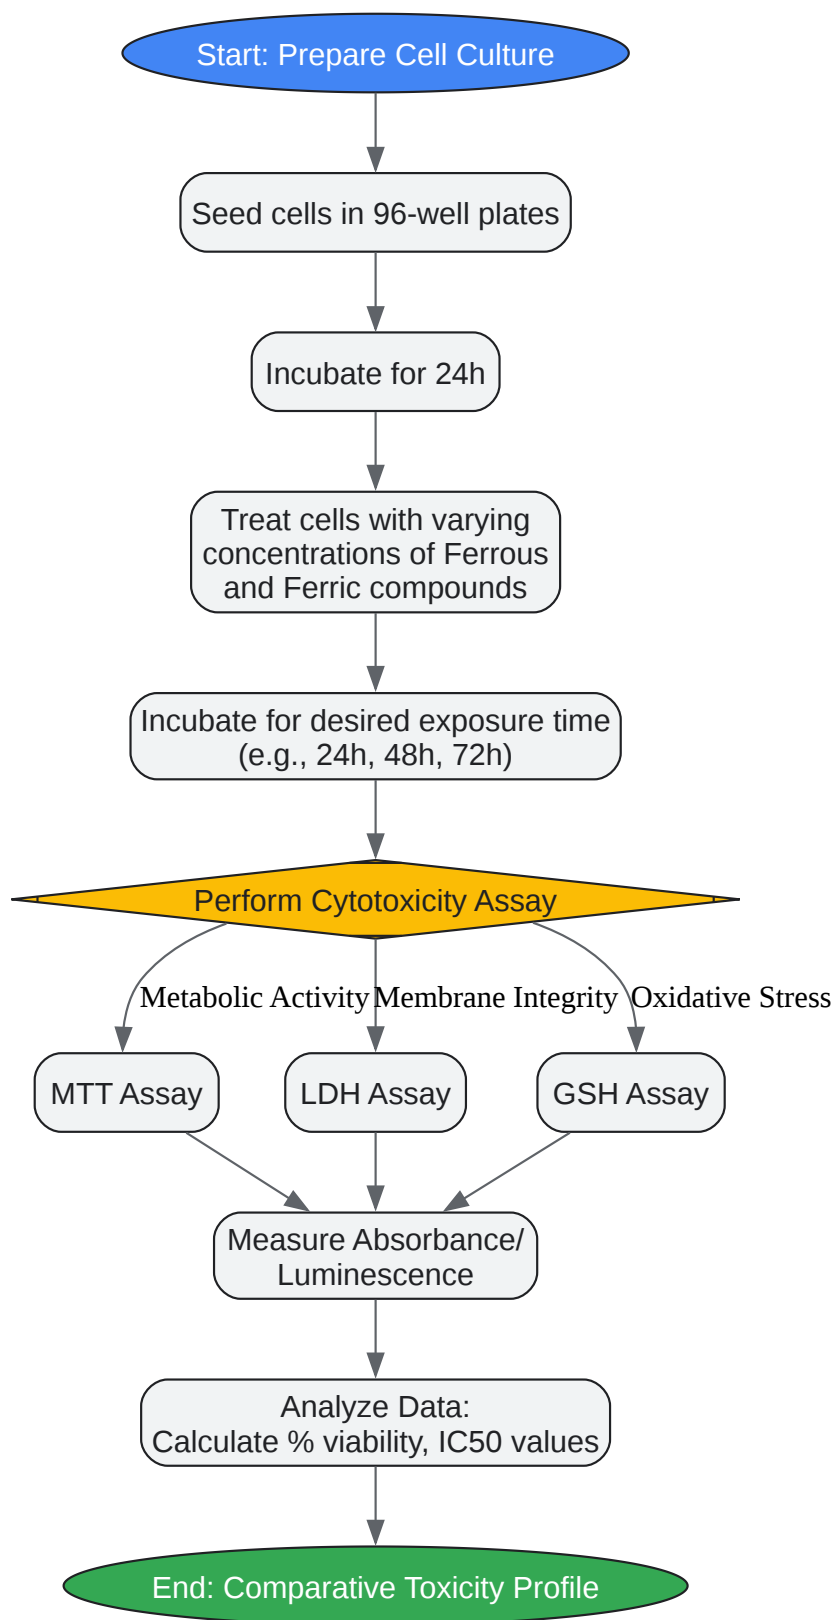 Start: Prepare Cell Culture
Seed cells in 96-well plates
Incubate for 24h
Treat cells with varying
concentrations of Ferrous
and Ferric compounds
Incubate for desired exposure time
(e.g., 24h, 48h, 72h)
Perform Cytotoxicity Assay
Metabolic Activity
Membrane Integrity
Oxidative Stress
MTT Assay
LDH Assay
GSH Assay
Measure Absorbance/
Luminescence
Analyze Data:
Calculate % viability, IC50 values
End: Comparative Toxicity Profile